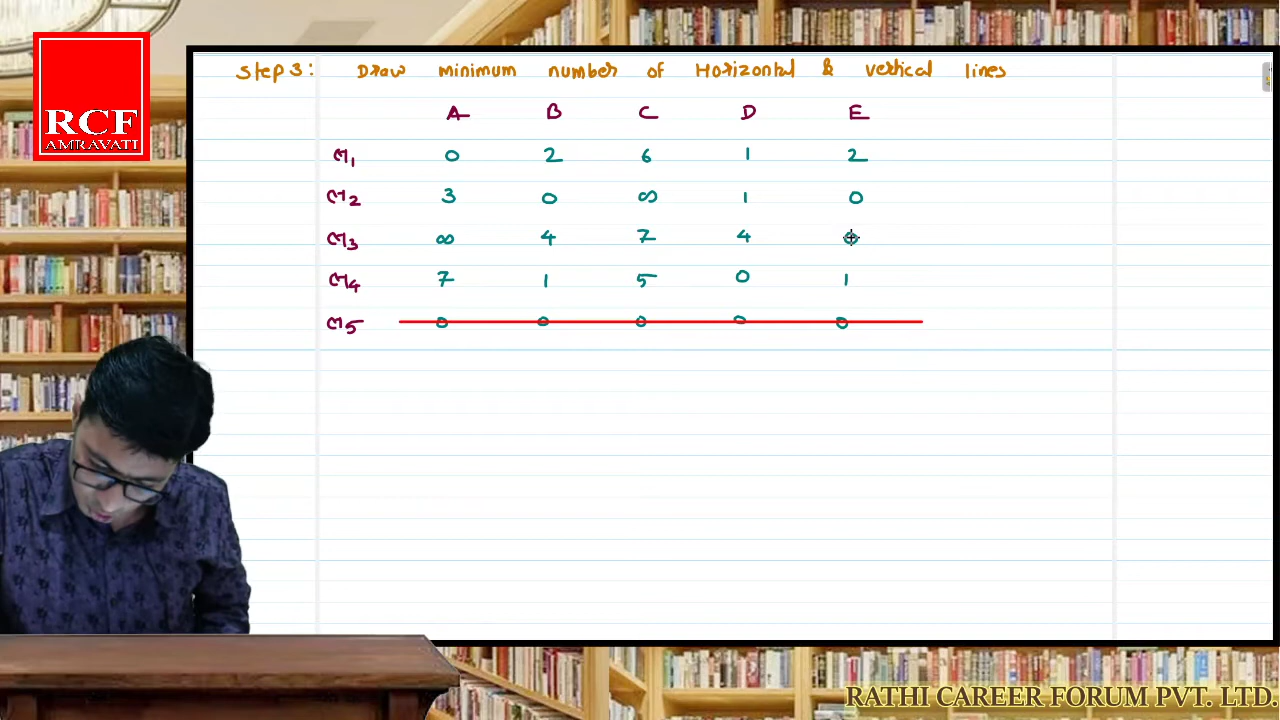 RCF
AMRAVATI
Step 3: Draw minimum number of Horizontal & vertical lines
A B C D E
M1 0 2 6 1 2
M2 3 0 ∞ 1 0
M3 ∞ 4 7 4 0
M4 7 1 5 0 1
M5 0 0 0 0 0
RATHI CAREER FORUM PVT. LTD.